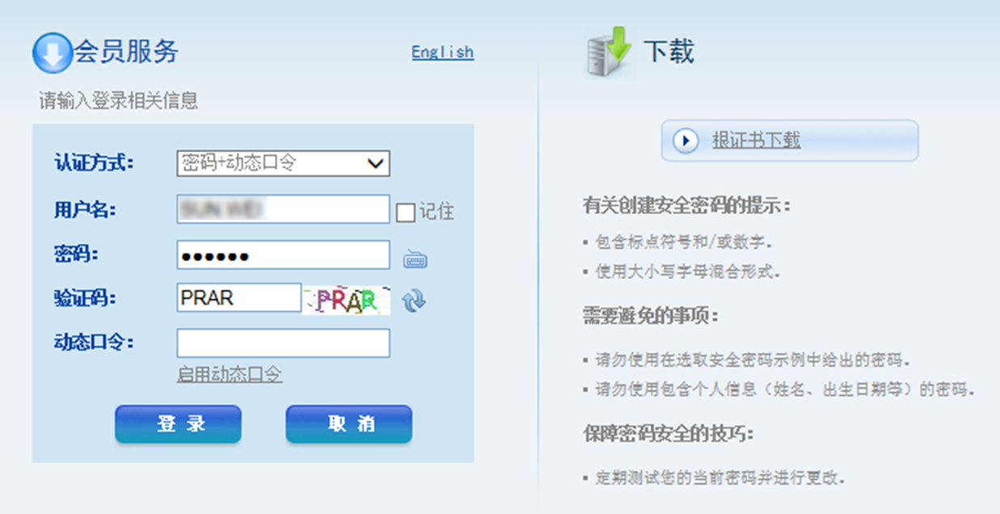 会员服务
English
请输入登录相关信息
认证方式:
密码+动态口令
用户名:
记住
密码:
验证码:
PRAR
PRAR
动态口令:
启用动态口令
登 录
取 消
下载
根证书下载
有关创建安全密码的提示:
包含标点符号和/或数字。
使用大小写字母混合形式。
需要避免的事项:
请勿使用在选取安全密码示例中给出的密码。
请勿使用包含个人信息（姓名、出生日期等）的密码。
保障密码安全的技巧:
定期测试您的当前密码并进行更改。